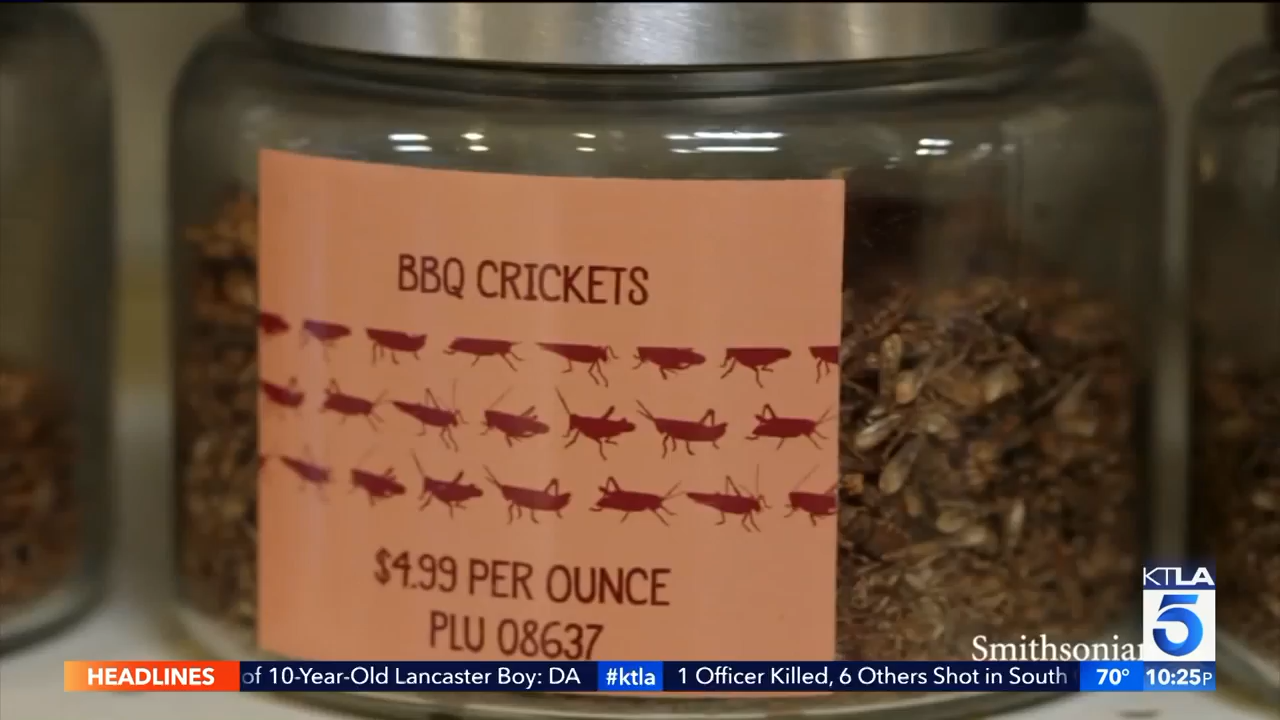 BBQ CRICKETS
$4.99 PER OUNCE
PLU 08637
KTLA
5
Smithsonian
HEADLINES of 10-Year-Old Lancaster Boy: DA #ktla 1 Officer Killed, 6 Others Shot in South 70° 10:25P